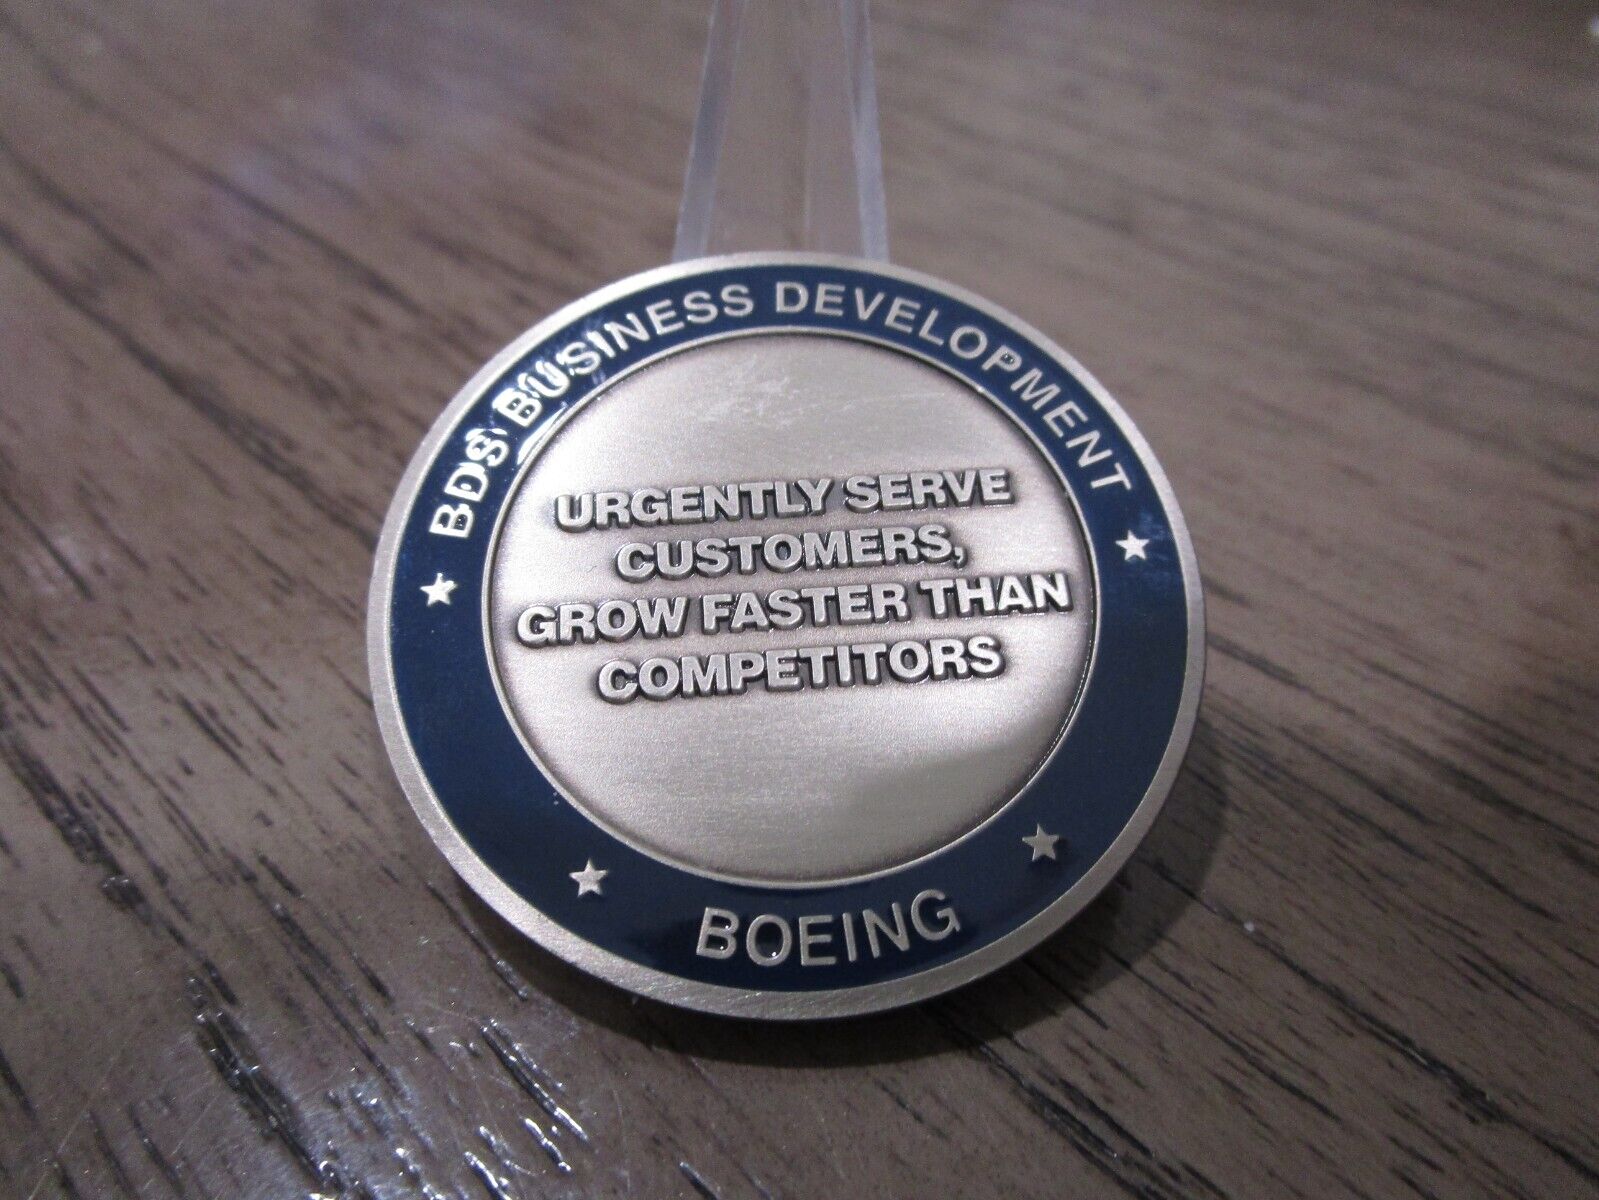 BDS BUSINESS DEVELOPMENT
URGENTLY SERVE
CUSTOMERS,
GROW FASTER THAN
COMPETITORS
BOEING